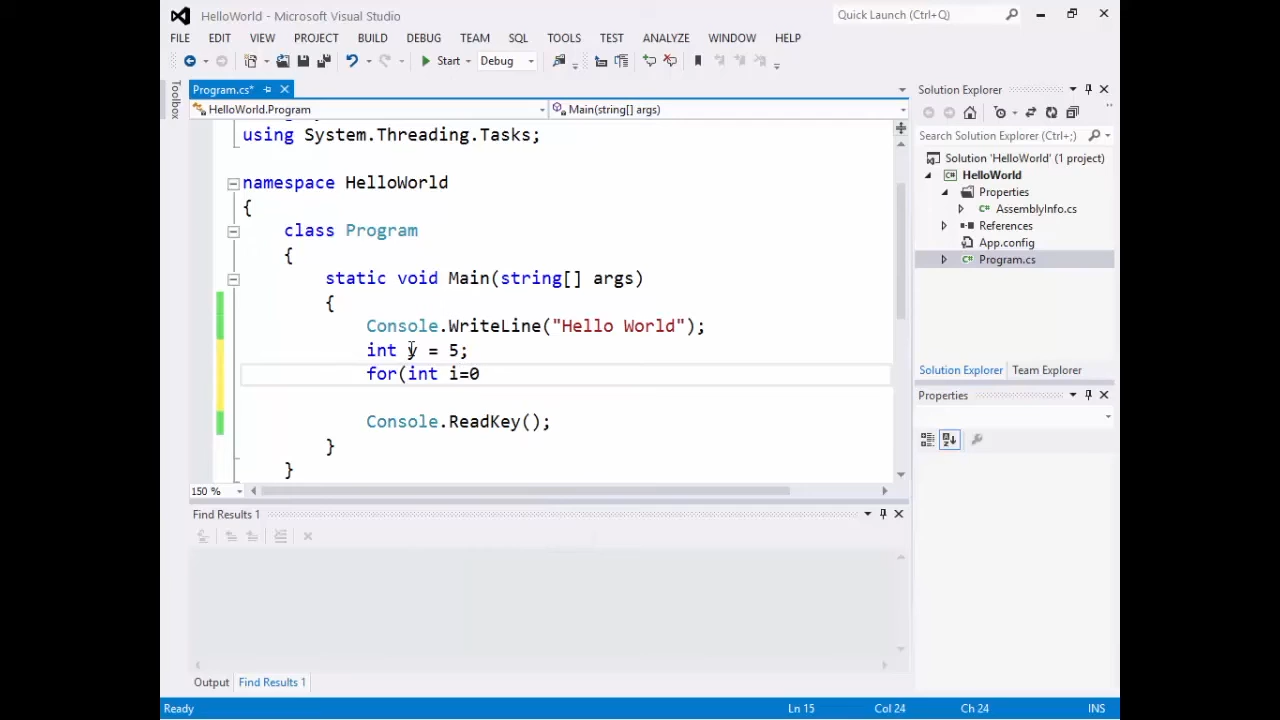 HelloWorld - Microsoft Visual Studio
Quick Launch (Ctrl+Q)
FILE EDIT VIEW PROJECT BUILD DEBUG TEAM SQL TOOLS TEST ANALYZE WINDOW HELP
Start Debug
Toolbox
Program.cs*
HelloWorld.Program
Main(string[] args)
using System.Threading.Tasks;
namespace HelloWorld
{
class Program
{
static void Main(string[] args)
{
Console.WriteLine("Hello World");
int y = 5;
for(int i=0
Console.ReadKey();
}
}
150 %
Solution Explorer
Search Solution Explorer (Ctrl+;)
Solution 'HelloWorld' (1 project)
HelloWorld
Properties
AssemblyInfo.cs
References
App.config
Program.cs
Solution Explorer Team Explorer
Properties
Find Results 1
Output Find Results 1
Ready Ln 15 Col 24 Ch 24 INS